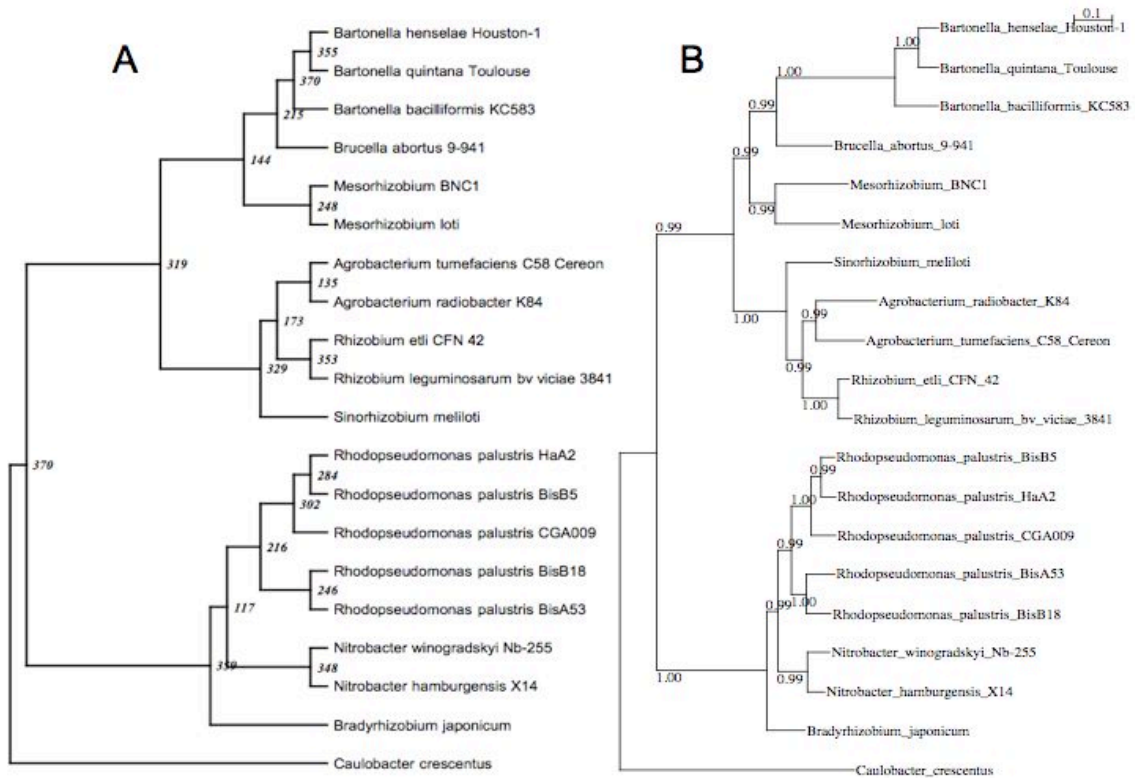 A
Bartonella henselae Houston-1
355
Bartonella quintana Toulouse
370
Bartonella bacilliformis KC583
215
Brucella abortus 9-941
144
Mesorhizobium BNC1
248
Mesorhizobium loti
319
Agrobacterium tumefaciens C58 Cereon
135
Agrobacterium radiobacter K84
173
Rhizobium etli CFN 42
353
329
Rhizobium leguminosarum bv viciae 3841
Sinorhizobium meliloti
370
Rhodopseudomonas palustris HaA2
284
Rhodopseudomonas palustris BisB5
302
Rhodopseudomonas palustris CGA009
216
Rhodopseudomonas palustris BisB18
246
117
Rhodopseudomonas palustris BisA53
Nitrobacter winogradskyi Nb-255
359
348
Nitrobacter hamburgensis X14
Bradyrhizobium japonicum
Caulobacter crescentus
B
0.1
Bartonella_henselae_Houston-1
1.00
Bartonella_quintana_Toulouse
1.00
Bartonella_bacilliformis_KC583
0.99
Brucella_abortus_9-941
0.99
Mesorhizobium_BNC1
0.99
Mesorhizobium_loti
0.99
Sinorhizobium_meliloti
Agrobacterium_radiobacter_K84
1.00
0.99
Agrobacterium_tumefaciens_C58_Cereon
0.99
Rhizobium_etli_CFN_42
1.00
Rhizobium_leguminosarum_bv_viciae_3841
Rhodopseudomonas_palustris_BisB5
0.99
Rhodopseudomonas_palustris_HaA2
1.00
Rhodopseudomonas_palustris_CGA009
0.99
Rhodopseudomonas_palustris_BisA53
0.99
1.00
Rhodopseudomonas_palustris_BisB18
Nitrobacter_winogradskyi_Nb-255
1.00
0.99
Nitrobacter_hamburgensis_X14
Bradyrhizobium_japonicum
Caulobacter_crescentus